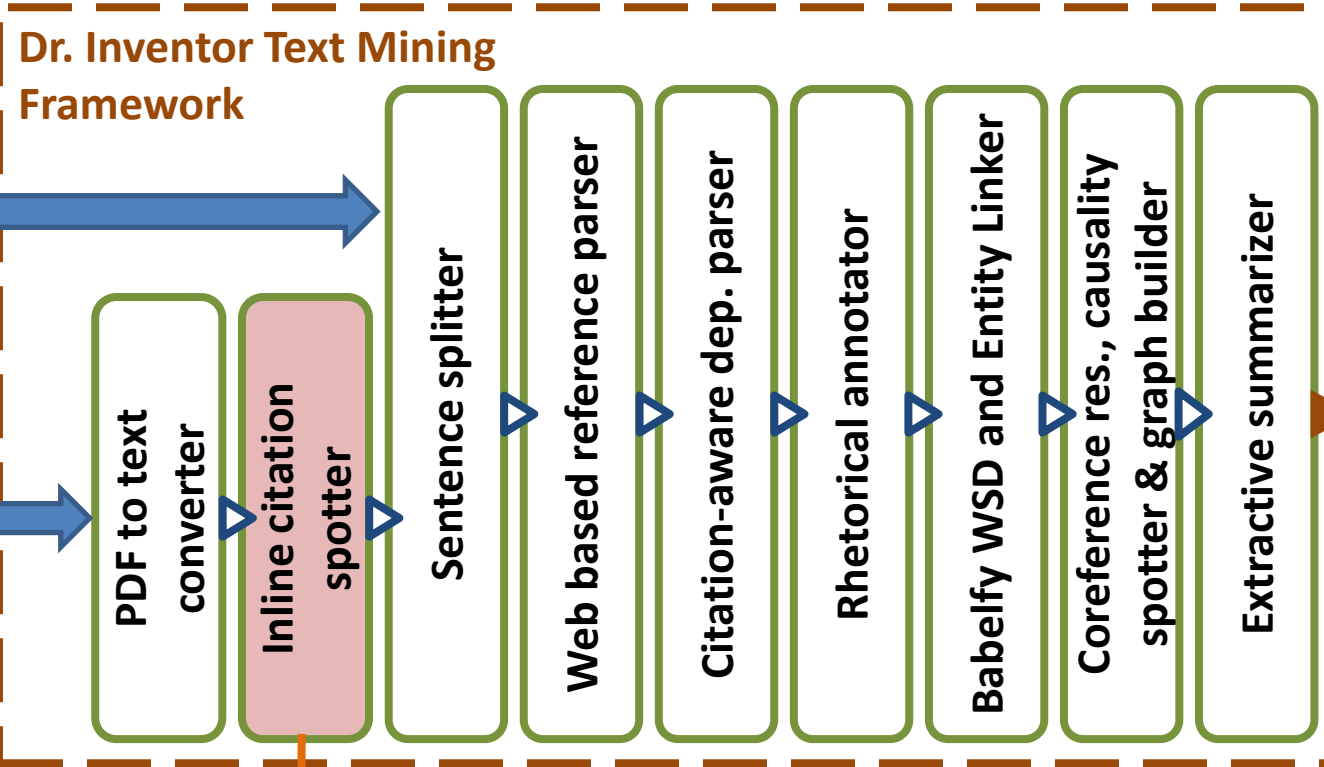 Dr. Inventor Text Mining
Framework
PDF to text
converter
Inline citation
spotter
Sentence splitter
Web based reference parser
Citation-aware dep. parser
Rhetorical annotator
Babelfy WSD and Entity Linker
Coreference res., causality
spotter & graph builder
Extractive summarizer